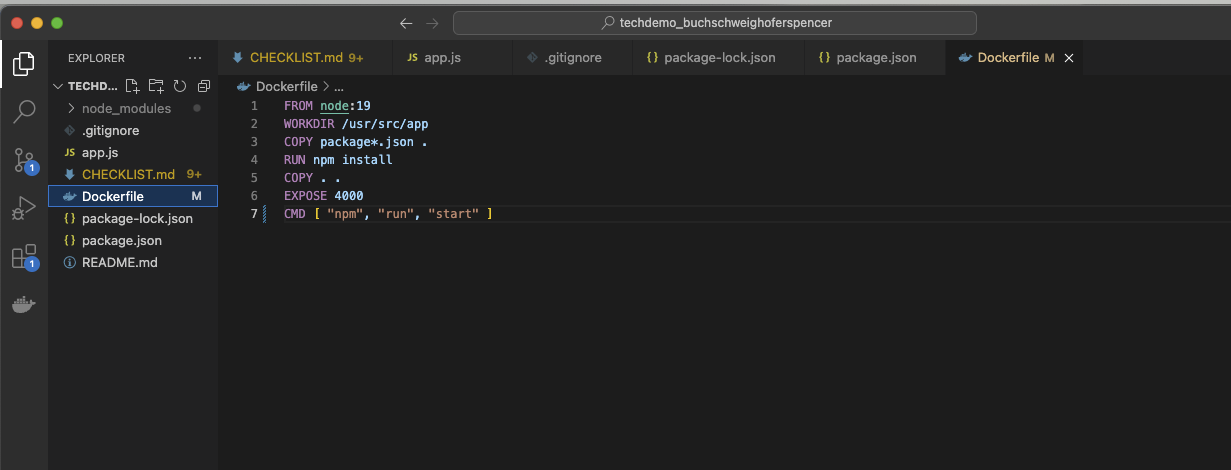 techdemo_buchschweighoferspencer
EXPLORER
CHECKLIST.md 9+
JS app.js
.gitignore
{} package-lock.json
{} package.json
Dockerfile M
TECHD...
node_modules
.gitignore
JS app.js
CHECKLIST.md 9+
Dockerfile M
{} package-lock.json
{} package.json
README.md
1
1
Dockerfile > ...
1 FROM node:19
2 WORKDIR /usr/src/app
3 COPY package*.json .
4 RUN npm install
5 COPY . .
6 EXPOSE 4000
7 CMD [ "npm", "run", "start" ]